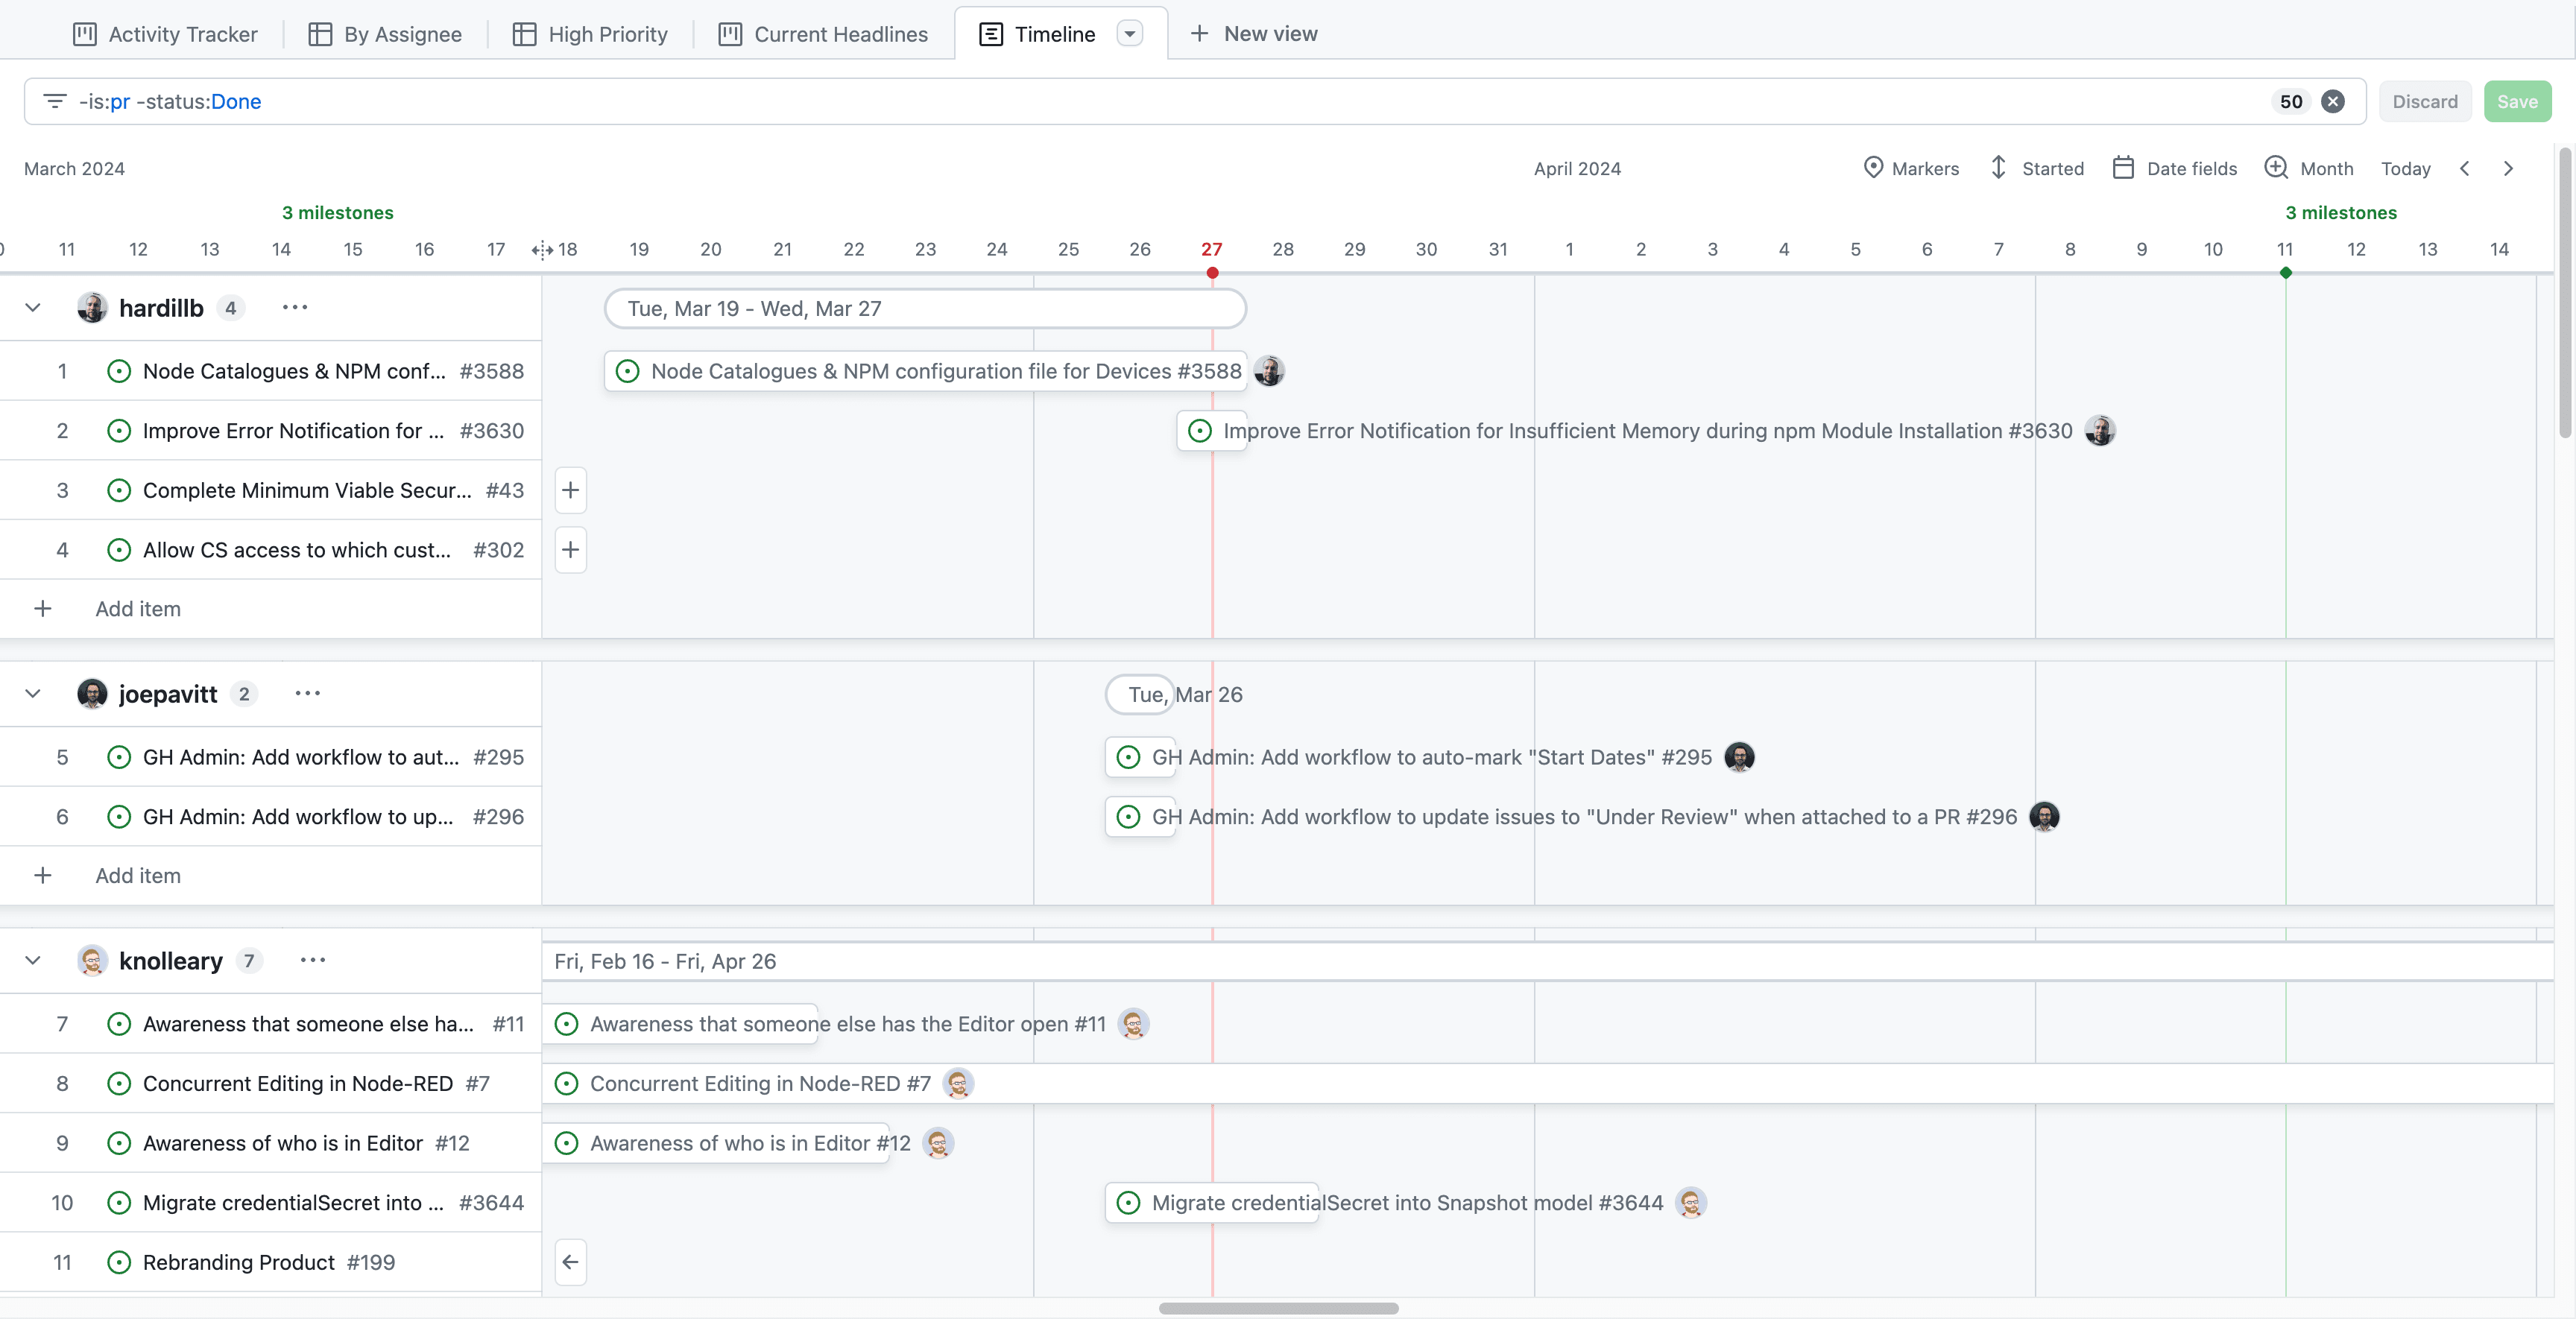 Activity Tracker By Assignee High Priority Current Headlines Timeline New view
-is:pr -status:Done 50 Discard Save
March 2024 April 2024 Markers Started Date fields Month Today
3 milestones 3 milestones
11 12 13 14 15 16 17 18 19 20 21 22 23 24 25 26 27 28 29 30 31 1 2 3 4 5 6 7 8 9 10 11 12 13 14
hardillb 4 ... Tue, Mar 19 - Wed, Mar 27
1 Node Catalogues & NPM conf... #3588 Node Catalogues & NPM configuration file for Devices #3588
2 Improve Error Notification for ... #3630 Improve Error Notification for Insufficient Memory during npm Module Installation #3630
3 Complete Minimum Viable Secur... #43
4 Allow CS access to which cust... #302
Add item
joepavitt 2 ... Tue, Mar 26
5 GH Admin: Add workflow to aut... #295 GH Admin: Add workflow to auto-mark "Start Dates" #295
6 GH Admin: Add workflow to up... #296 GH Admin: Add workflow to update issues to "Under Review" when attached to a PR #296
Add item
knolleary 7 ... Fri, Feb 16 - Fri, Apr 26
7 Awareness that someone else ha... #11 Awareness that someone else has the Editor open #11
8 Concurrent Editing in Node-RED #7 Concurrent Editing in Node-RED #7
9 Awareness of who is in Editor #12 Awareness of who is in Editor #12
10 Migrate credentialSecret into ... #3644 Migrate credentialSecret into Snapshot model #3644
11 Rebranding Product #199